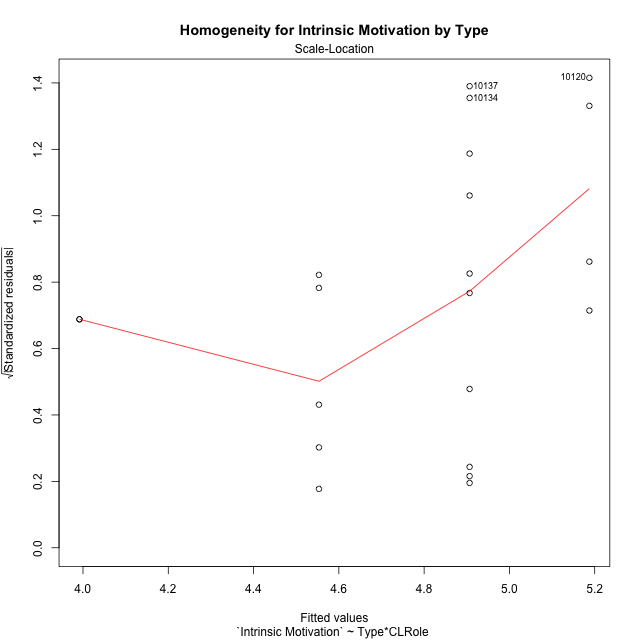 Homogeneity for Intrinsic Motivation by Type
Scale-Location
10137
10134
10120
1.4
1.2
1.0
0.8
0.6
0.4
0.2
0.0
√|Standardized residuals|
4.0 4.2 4.4 4.6 4.8 5.0 5.2
Fitted values
`Intrinsic Motivation` ~ Type*CLRole